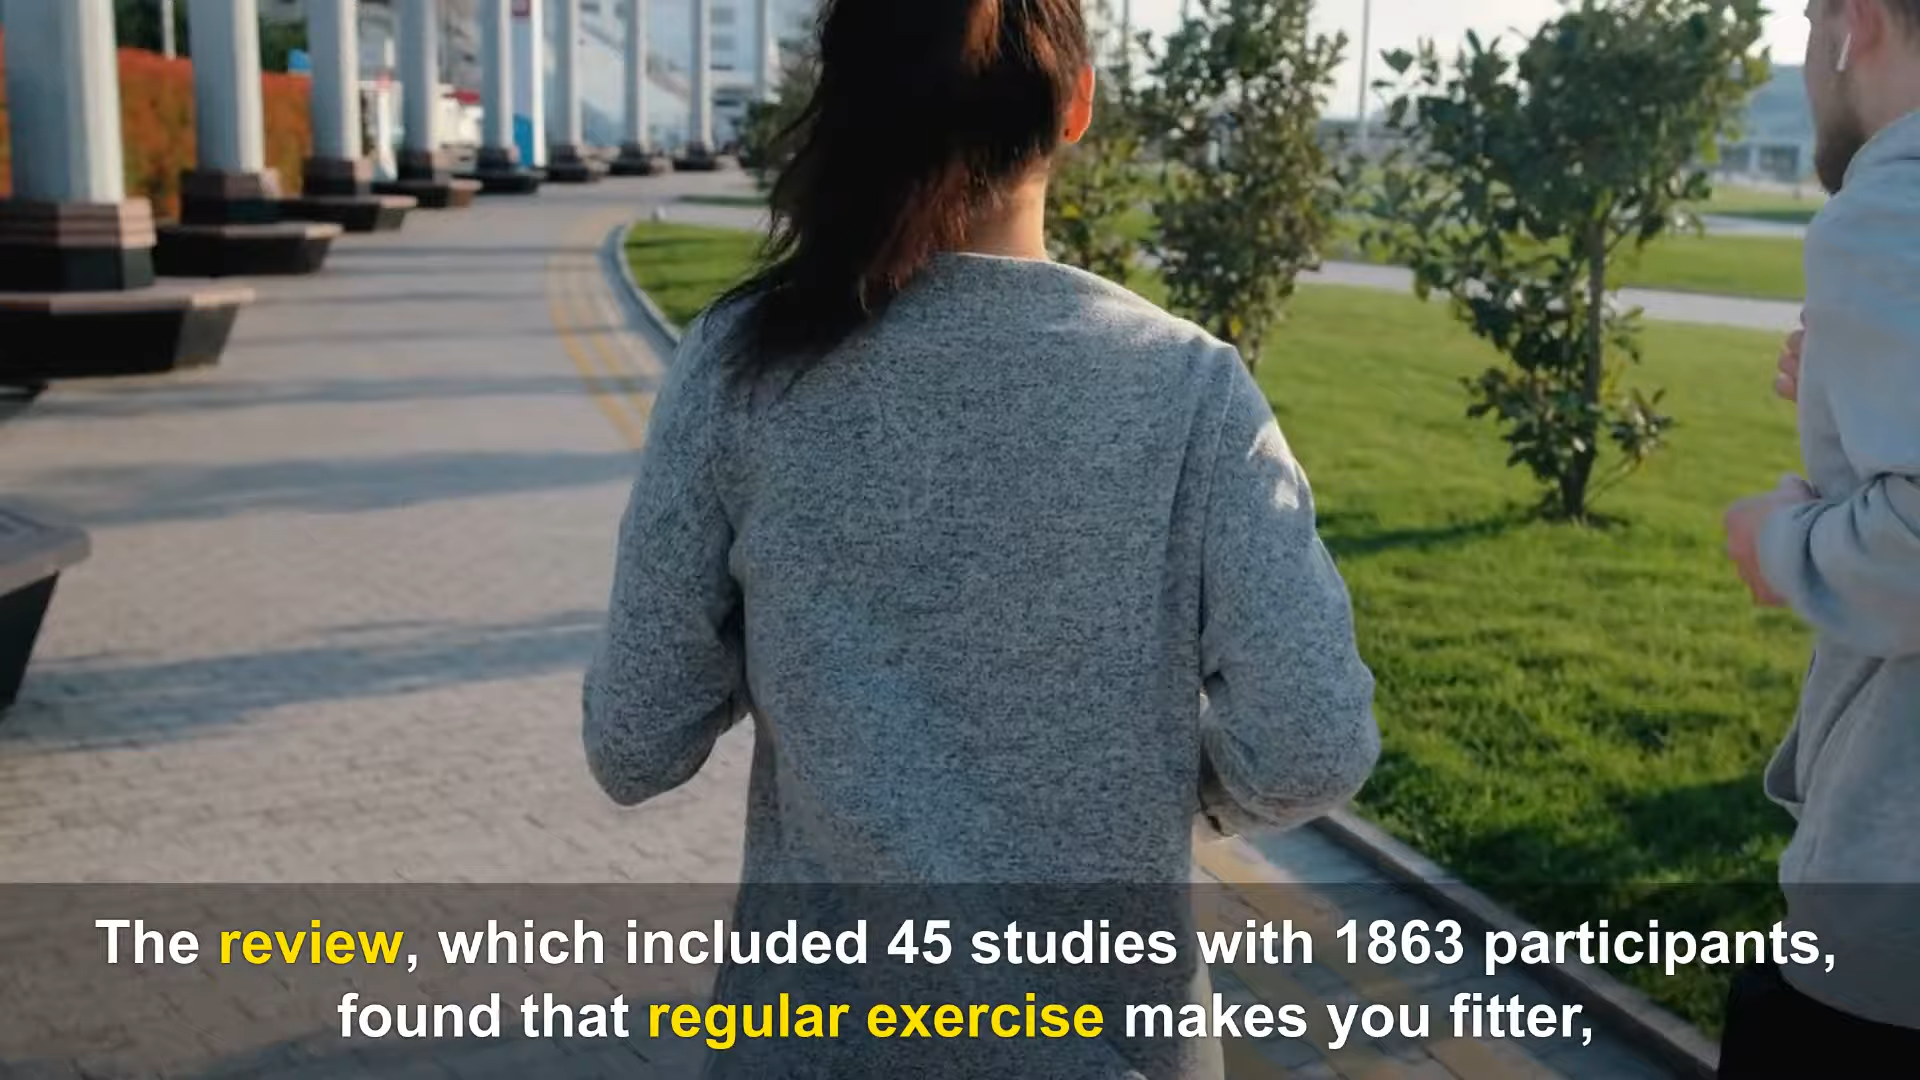 The review, which included 45 studies with 1863 participants,
found that regular exercise makes you fitter,